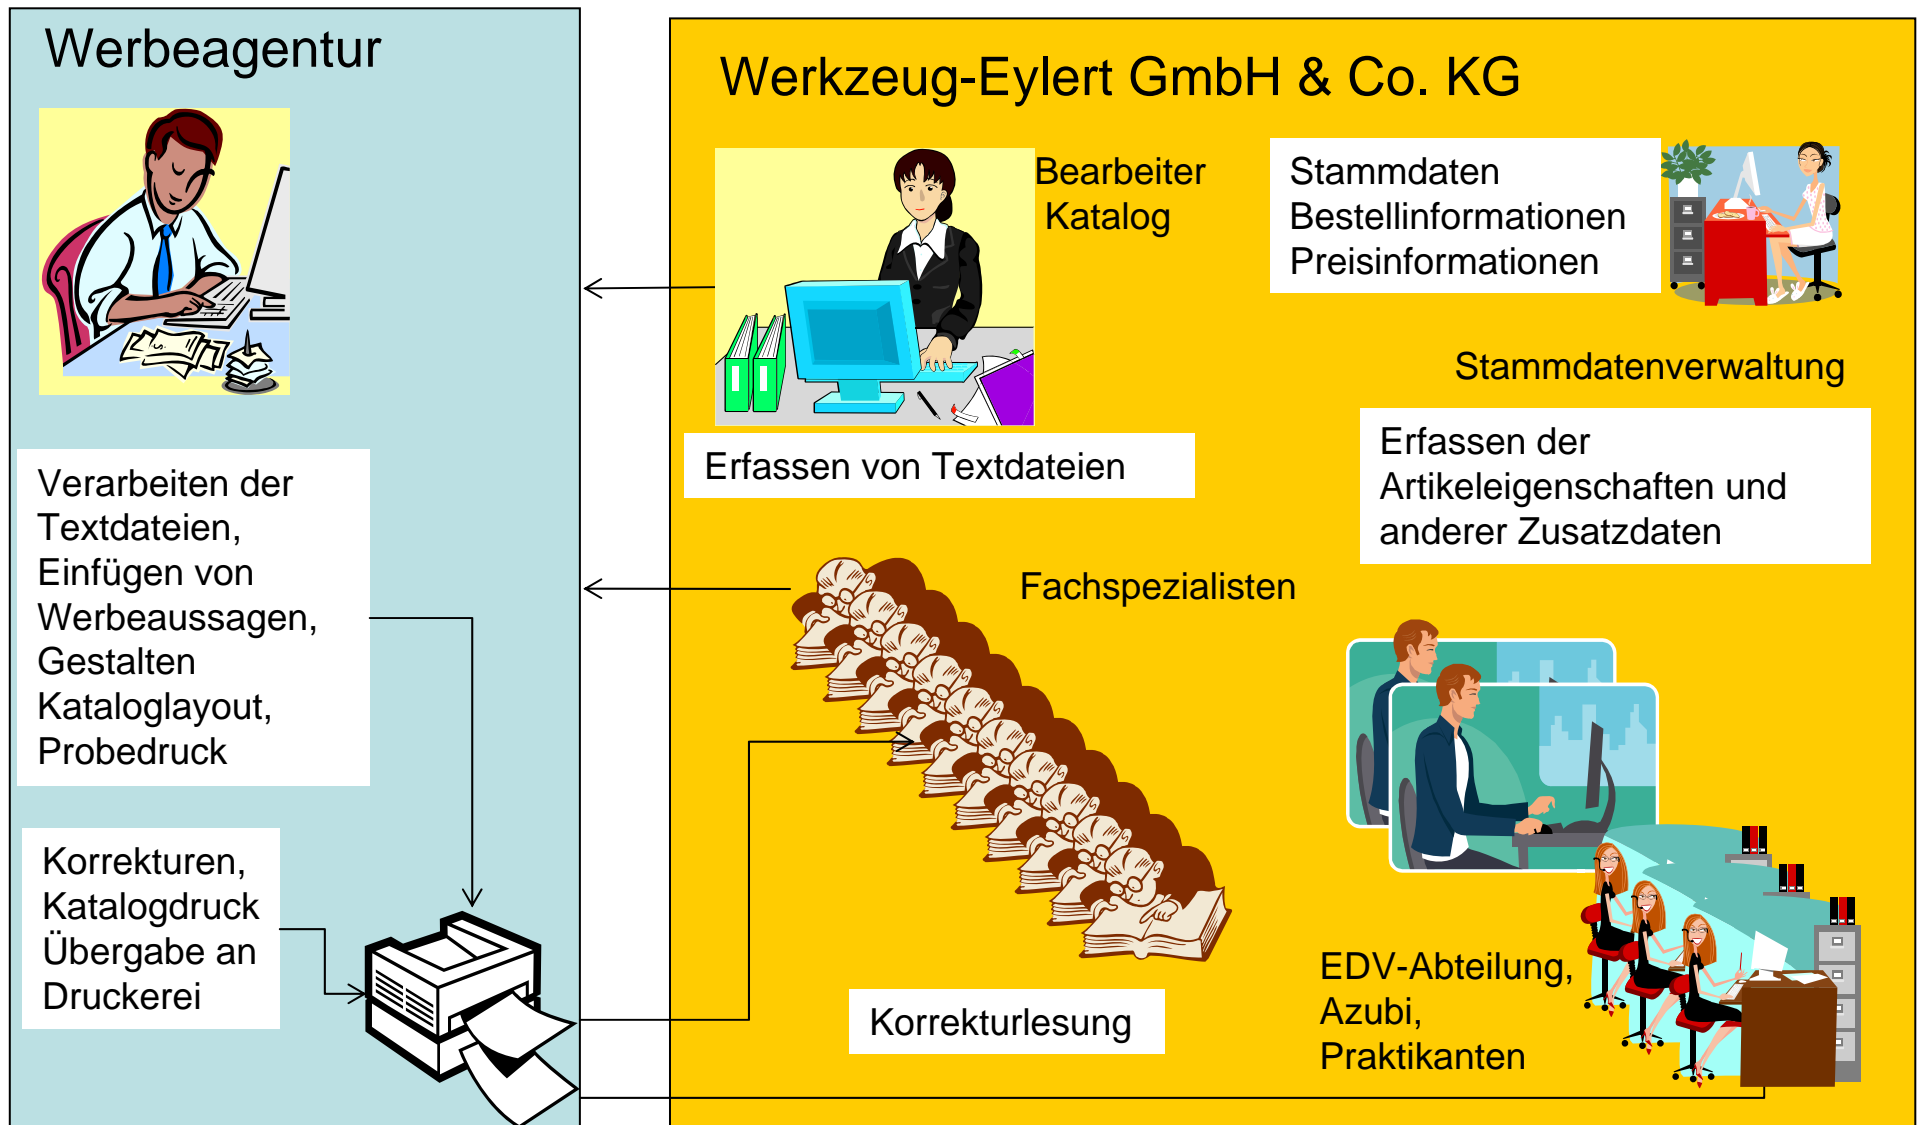 Werbeagentur
Verarbeiten der
Textdateien,
Einfügen von
Werbeaussagen,
Gestalten
Kataloglayout,
Probedruck
Korrekturen,
Katalogdruck
Übergabe an
Druckerei
Werkzeug-Eylert GmbH & Co. KG
Bearbeiter
Katalog
Erfassen von Textdateien
Stammdaten
Bestellinformationen
Preisinformationen
Stammdatenverwaltung
Erfassen der
Artikeleigenschaften und
anderer Zusatzdaten
Fachspezialisten
Korrekturlesung
EDV-Abteilung,
Azubi,
Praktikanten